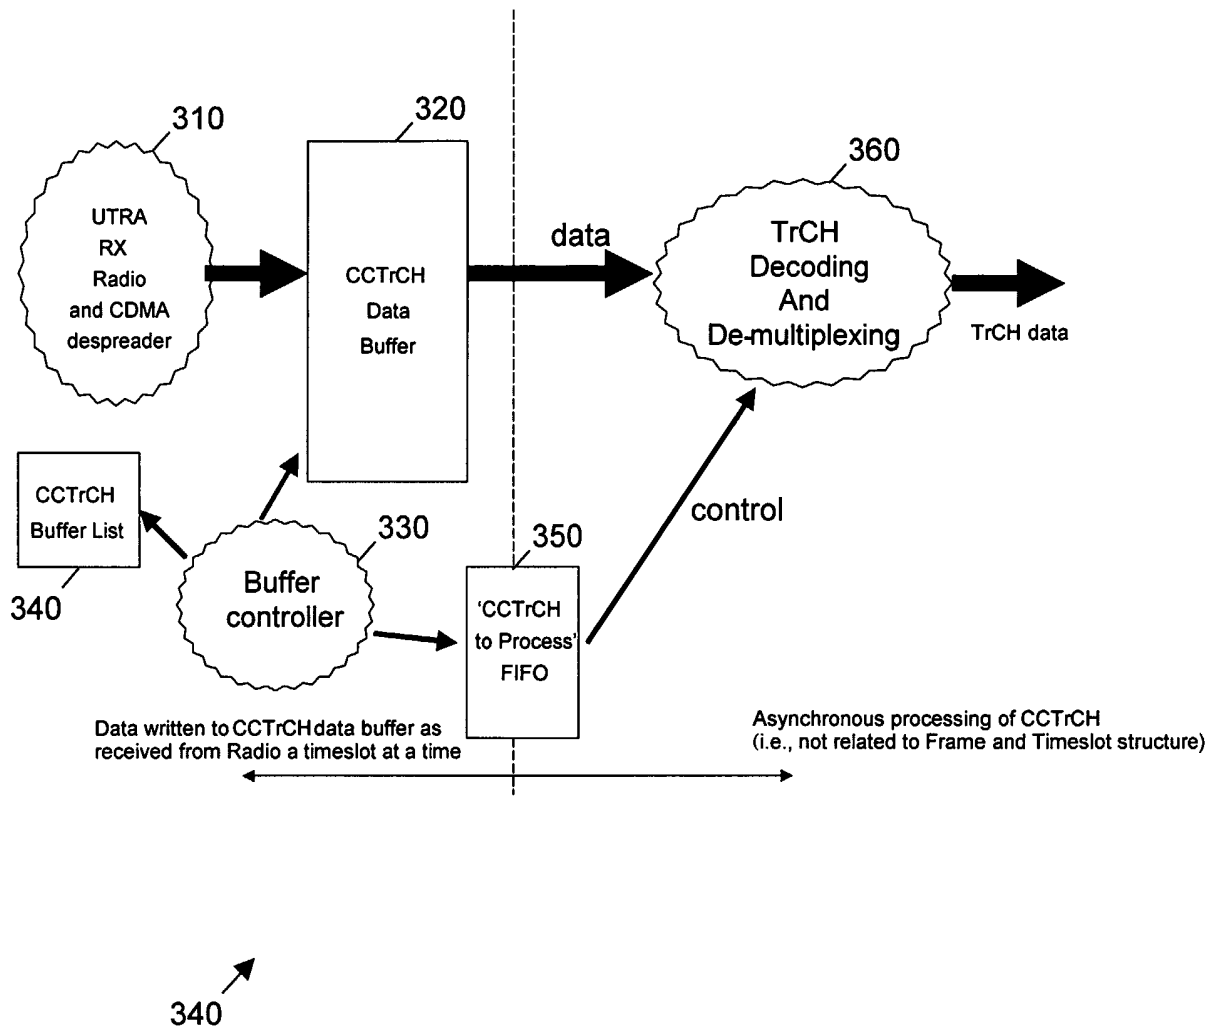 310
320
360
UTRA
RX
Radio
and CDMA
despreader
CCTrCH
Data
Buffer
data
TrCH
Decoding
And
De-multiplexing
TrCH data
CCTrCH
Buffer List
340
330
Buffer
controller
350
'CCTrCH
to Process'
FIFO
control
Data written to CCTrCH data buffer as
received from Radio a timeslot at a time
Asynchronous processing of CCTrCH
(i.e., not related to Frame and Timeslot structure)
340